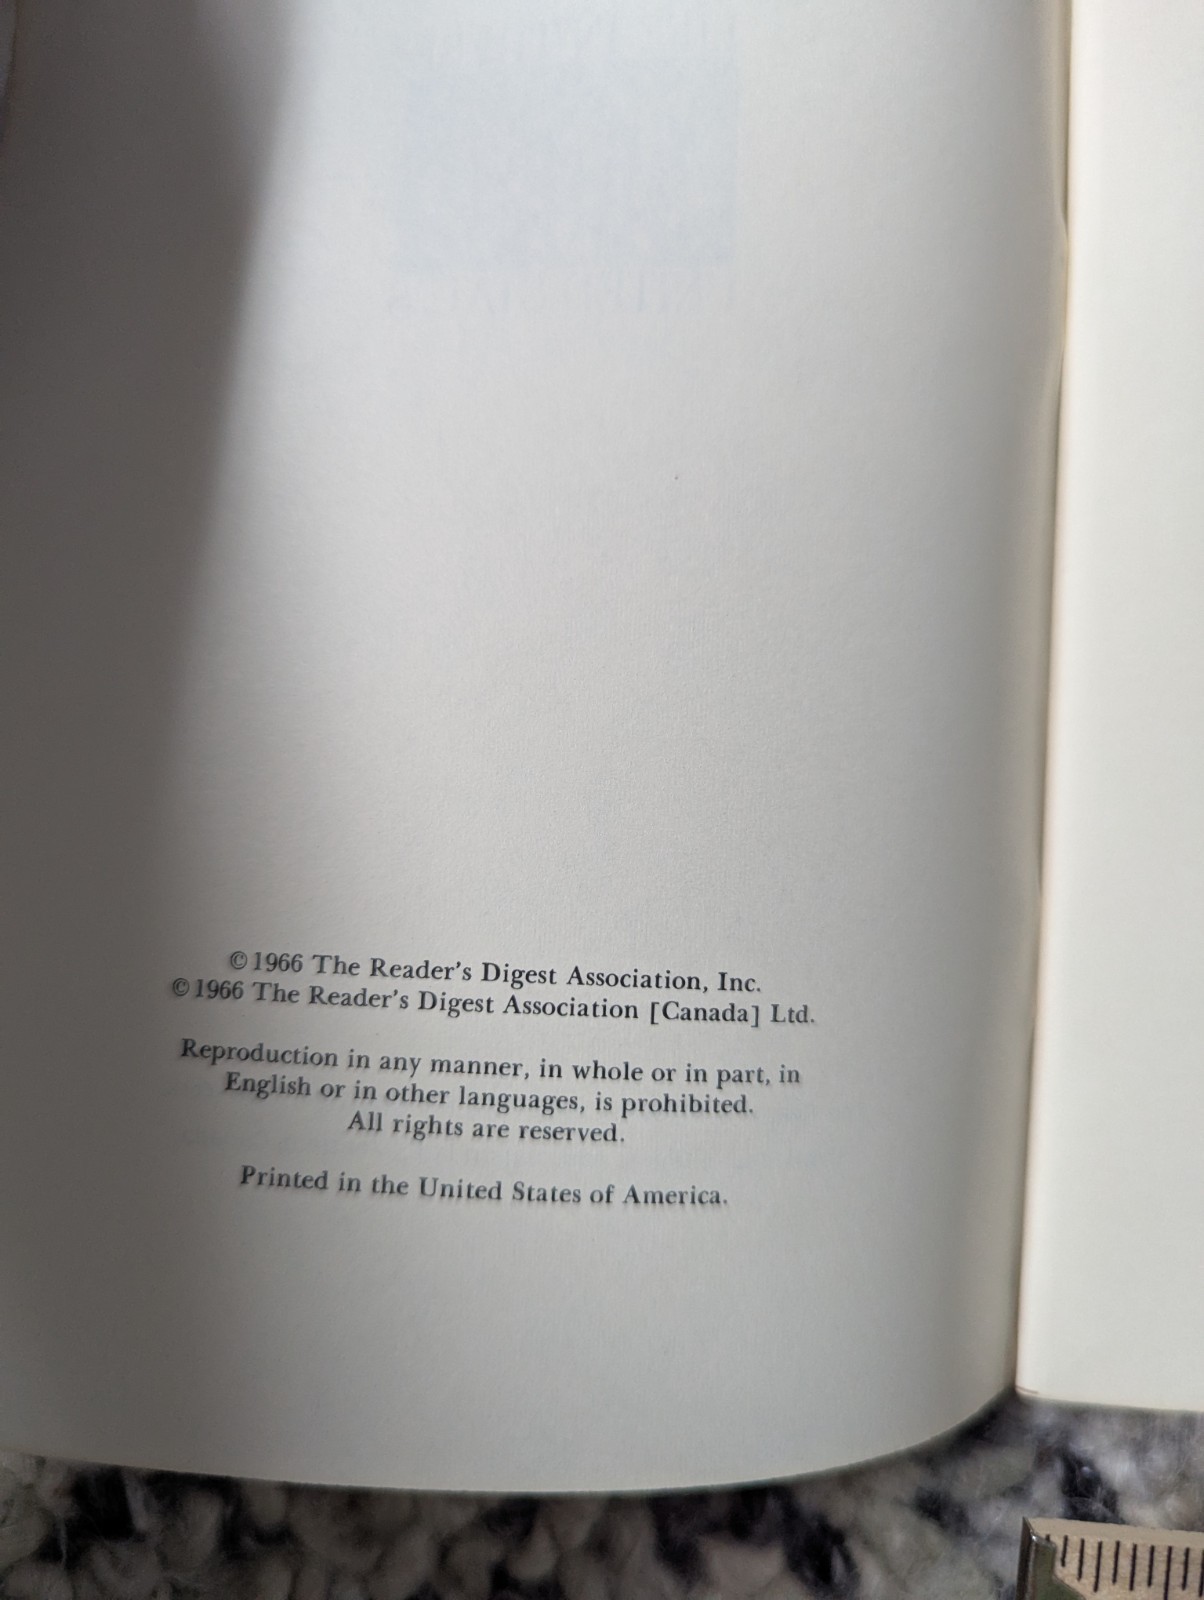 ©1966 The Reader's Digest Association, Inc.
©1966 The Reader's Digest Association [Canada] Ltd.
Reproduction in any manner, in whole or in part, in
English or in other languages, is prohibited.
All rights are reserved.
Printed in the United States of America.